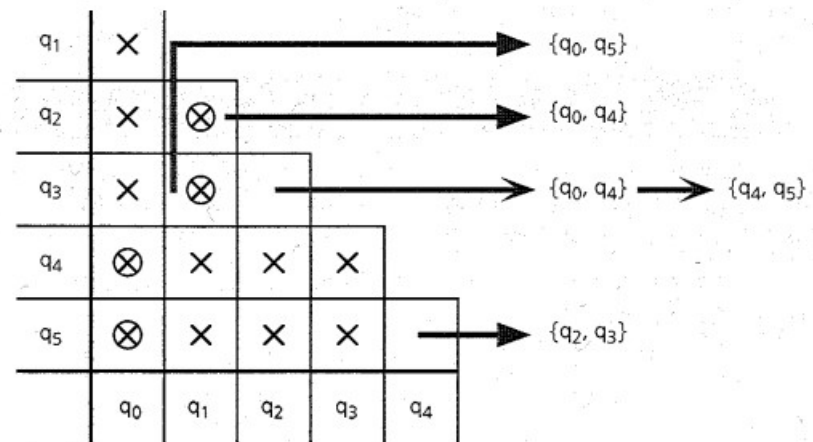 q₁ × {q₀, q₅}
q₂ × ⊗ {q₀, q₄}
q₃ × ⊗ {q₀, q₄} {q₄, q₅}
q₄ ⊗ × × ×
q₅ ⊗ × × × {q₂, q₃}
q₀ q₁ q₂ q₃ q₄